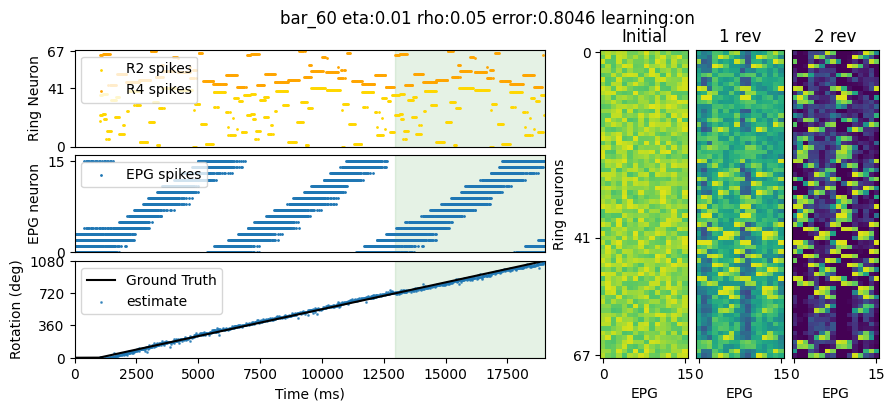 bar_60 eta:0.01 rho:0.05 error:0.8046 learning:on
Ring Neuron
67
41
0
R2 spikes
R4 spikes
EPG neuron
15
0
EPG spikes
Rotation (deg)
1080
720
360
0
Ground Truth
estimate
0 2500 5000 7500 10000 12500 15000 17500
Time (ms)
Initial 1 rev 2 rev
Ring neurons
0
41
67
0 15 0 15 0 15
EPG EPG EPG